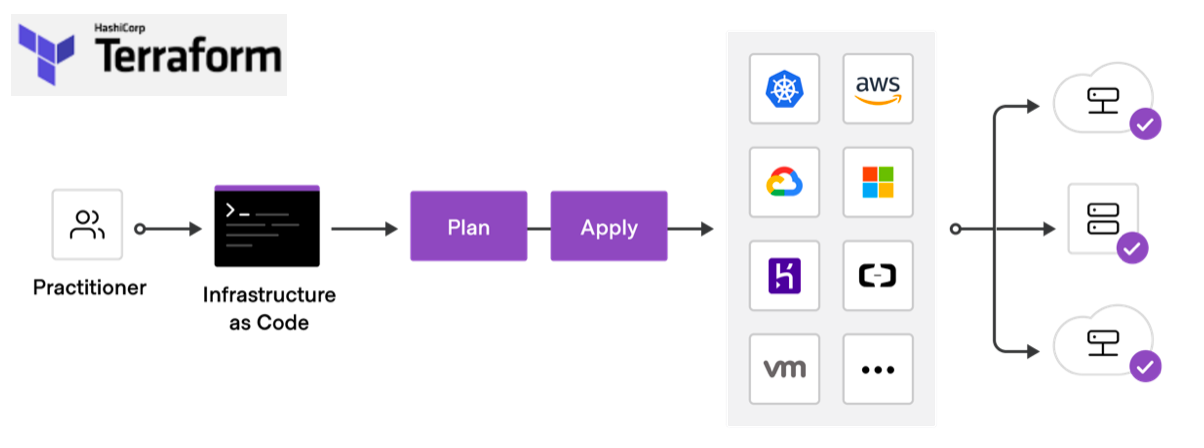 HashiCorp
Terraform
Practitioner
>_
Infrastructure
as Code
Plan
Apply
aws
vm